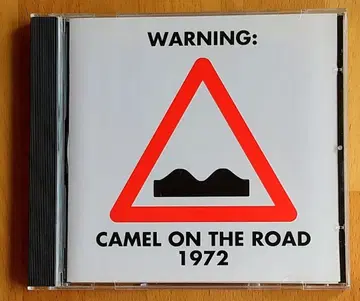 WARNING:
CAMEL ON THE ROAD
1972